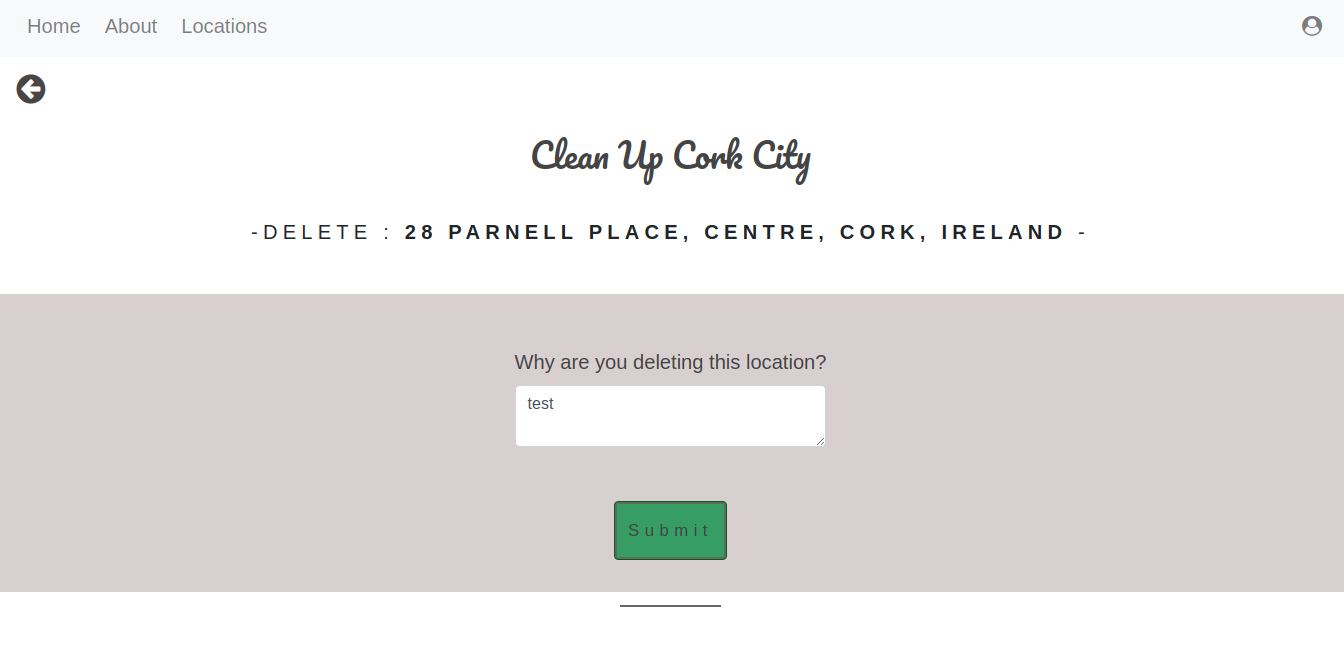 Home About Locations
Clean Up Cork City
-DELETE : 28 PARNELL PLACE, CENTRE, CORK, IRELAND -
Why are you deleting this location?
test
Submit